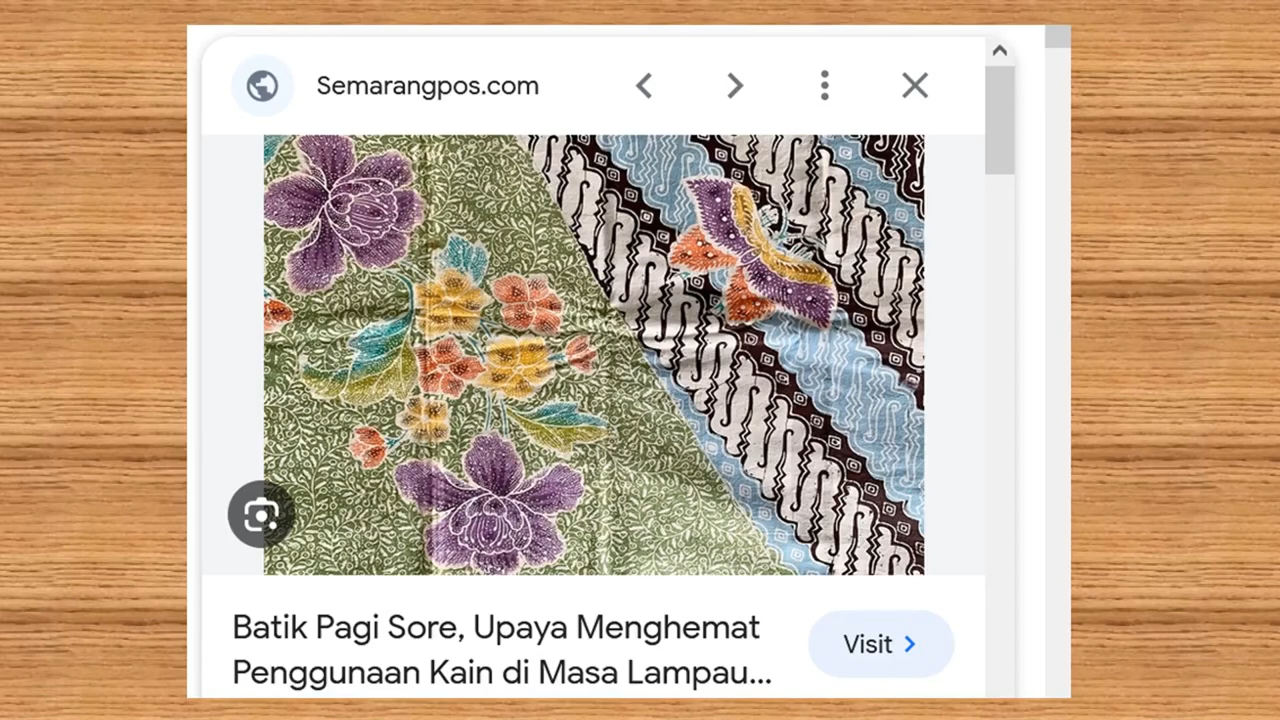 Semarangpos.com
Batik Pagi Sore, Upaya Menghemat
Visit
Penggunaan Kain di Masa Lampau...